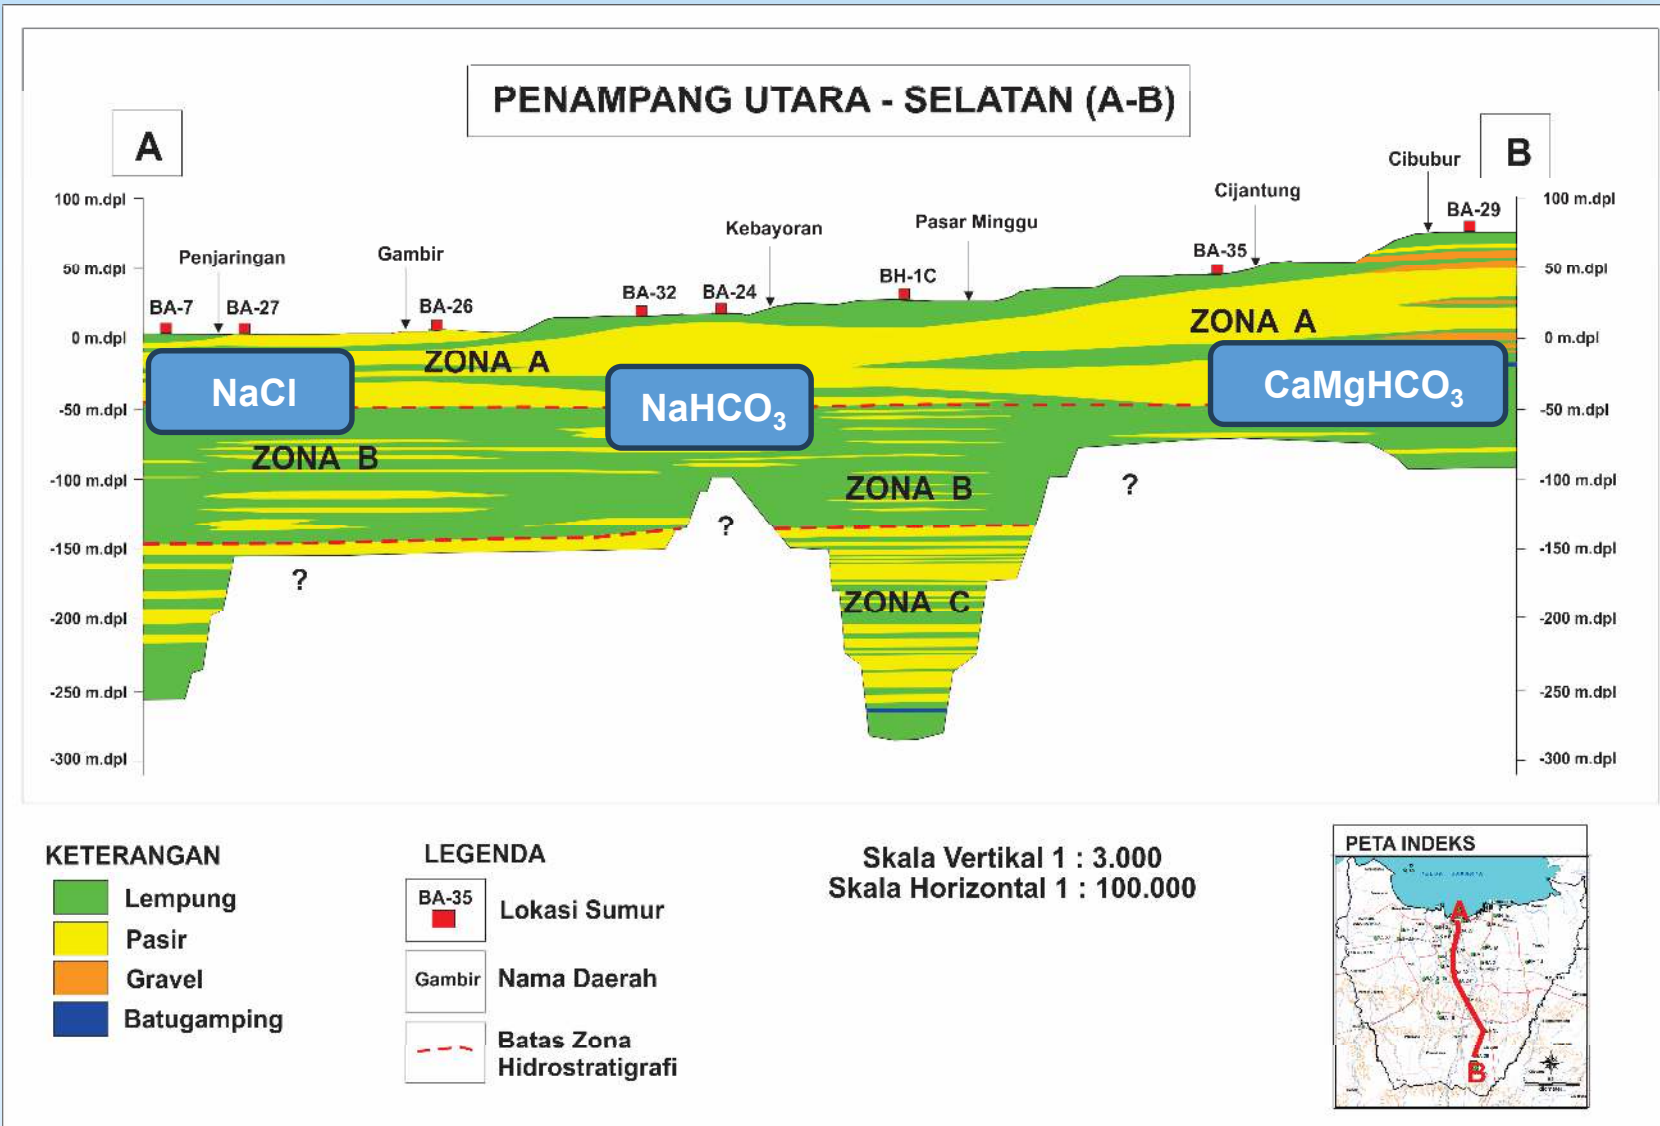 PENAMPANG UTARA - SELATAN (A-B)
A
B
Cibubur
Cijantung
100 m.dpl
100 m.dpl
BA-29
Pasar Minggu
Kebayoran
Gambir
Penjaringan
BA-35
50 m.dpl
50 m.dpl
BH-1C
BA-32
BA-24
BA-7
BA-27
BA-26
ZONA A
0 m.dpl
0 m.dpl
ZONA A
NaCl
NaHCO₃
CaMgHCO₃
-50 m.dpl
-50 m.dpl
ZONA B
-100 m.dpl
ZONA B
?
-100 m.dpl
?
-150 m.dpl
-150 m.dpl
?
ZONA C
-200 m.dpl
-200 m.dpl
-250 m.dpl
-250 m.dpl
-300 m.dpl
-300 m.dpl
KETERANGAN
Lempung
Pasir
Gravel
Batugamping
LEGENDA
BA-35
Lokasi Sumur
Gambir
Nama Daerah
Batas Zona
Hidrostratigrafi
Skala Vertikal 1 : 3.000
Skala Horizontal 1 : 100.000
PETA INDEKS
A
B